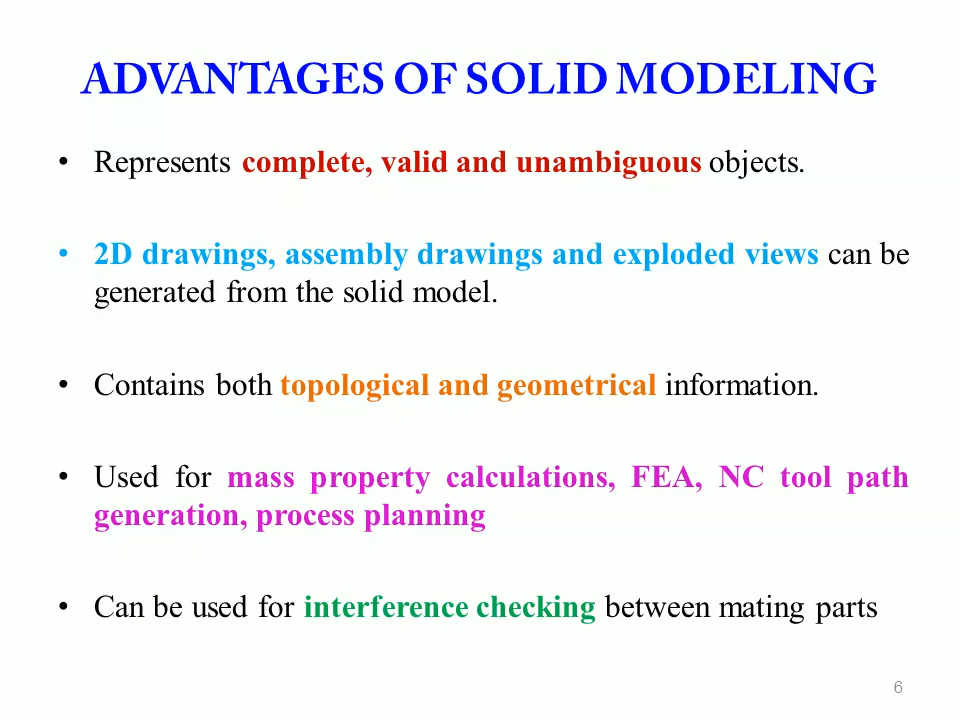 ADVANTAGES OF SOLID MODELING
• Represents complete, valid and unambiguous objects.
• 2D drawings, assembly drawings and exploded views can be
generated from the solid model.
• Contains both topological and geometrical information.
• Used for mass property calculations, FEA, NC tool path
generation, process planning
• Can be used for interference checking between mating parts
6